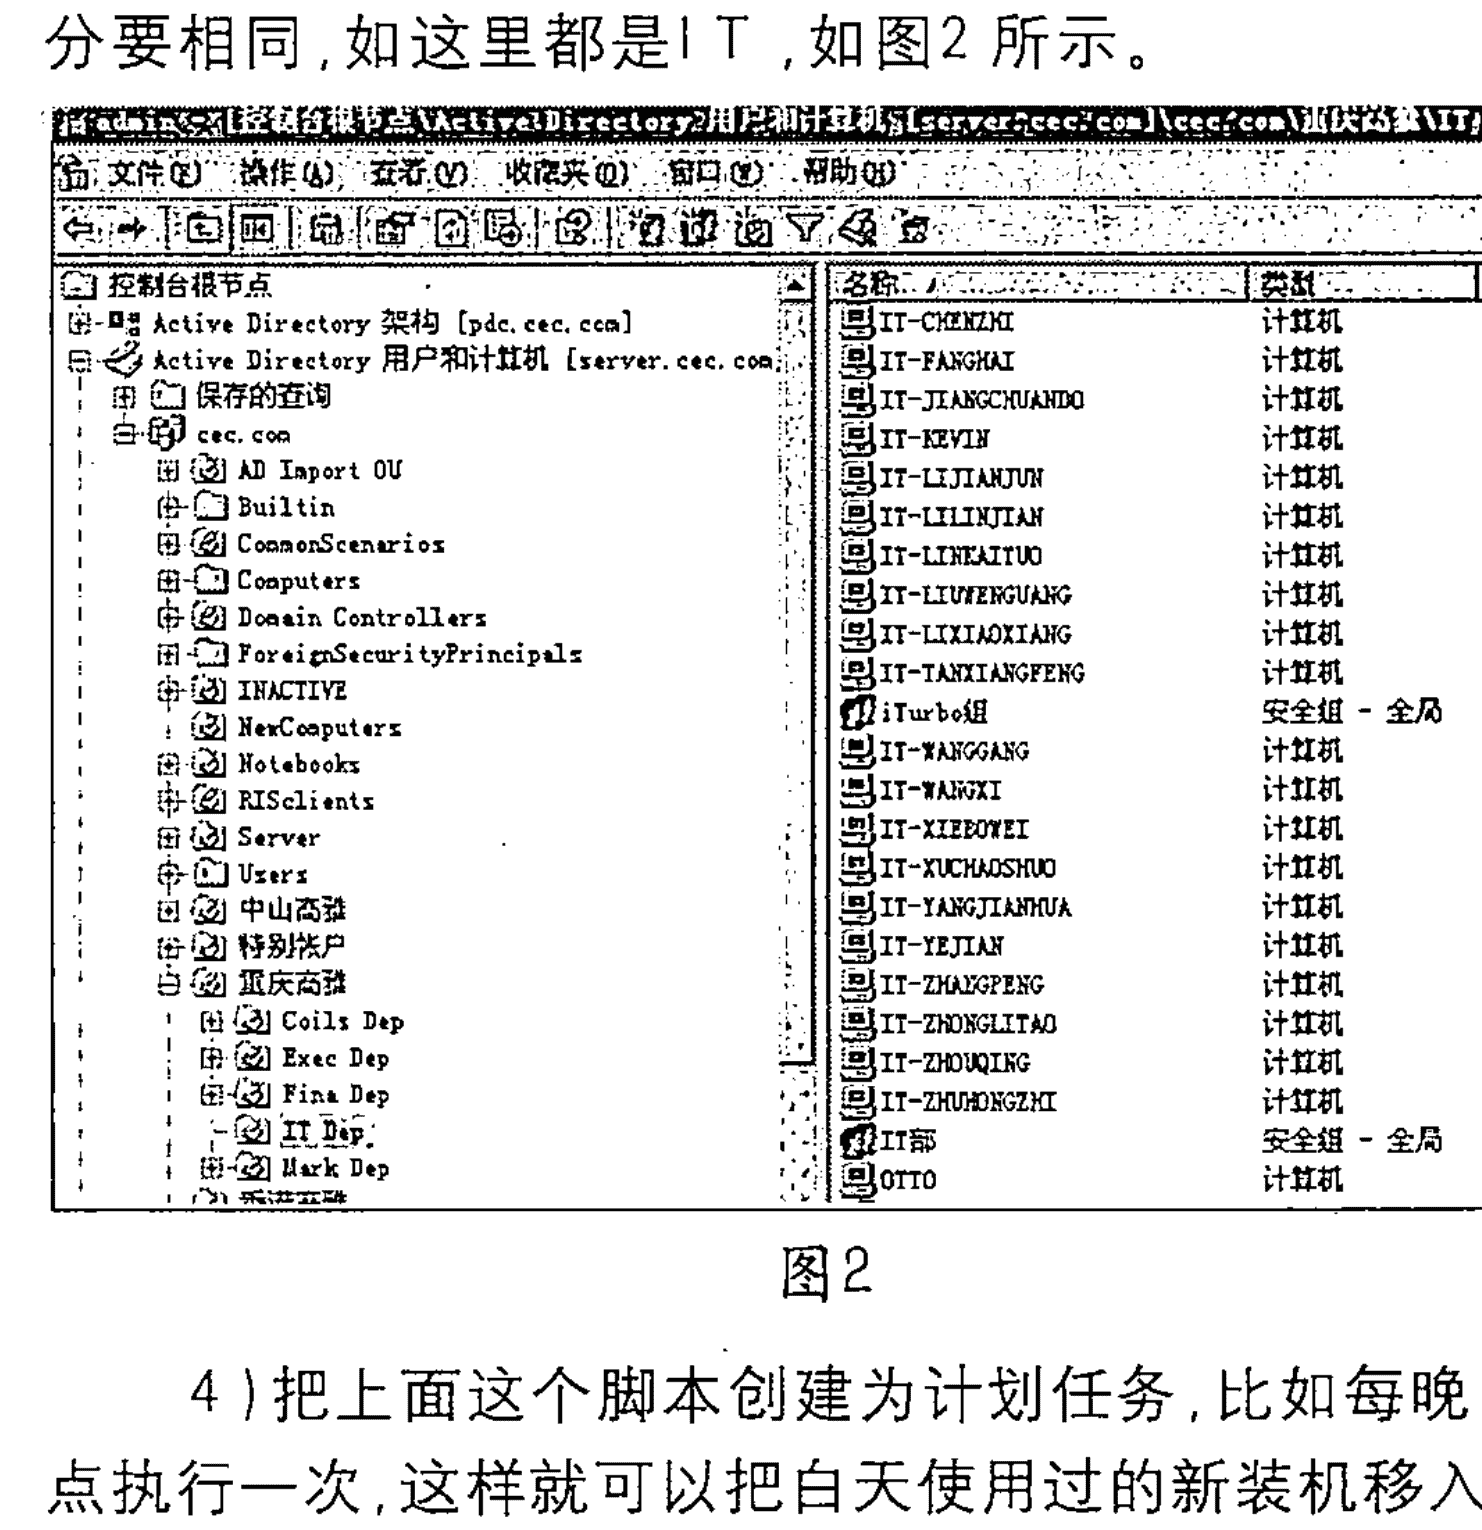 分要相同,如这里都是IT,如图2所示。
文件(F) 操作(A) 查看(V) 收藏夹(O) 窗口(W) 帮助(H)
控制台根节点
Active Directory 架构 [pdc.cec.com]
Active Directory 用户和计算机 [server.cec.com
保存的查询
cec.com
AD Import OU
Builtin
CommonScenarios
Computers
Domain Controllers
ForeignSecurityPrincipals
INACTIVE
NewComputers
Notebooks
RISclients
Server
Users
中山商雅
特别帐户
重庆商雅
Coils Dep
Exec Dep
Fina Dep
IT Dep
Mark Dep
名称 类型
IT-CHENZHI 计算机
IT-FANGHAI 计算机
IT-JIANGCHUANDO 计算机
IT-KEVIN 计算机
IT-LIJIANJUN 计算机
IT-LILINJIAN 计算机
IT-LINKAITUO 计算机
IT-LIUWENGUANG 计算机
IT-LIXIAOXIANG 计算机
IT-TANXIANGFENG 计算机
iTurbo组 安全组 - 全局
IT-WANGGANG 计算机
IT-WANGXI 计算机
IT-XIEBOWEI 计算机
IT-XUCHAOSHUO 计算机
IT-YANGJIANHUA 计算机
IT-YEJIAN 计算机
IT-ZHANGPENG 计算机
IT-ZHONGLITAO 计算机
IT-ZHOUQING 计算机
IT-ZHUHONGZHI 计算机
IT部 安全组 - 全局
OTTO 计算机
图2
4)把上面这个脚本创建为计划任务,比如每晚
点执行一次,这样就可以把白天使用过的新装机移入